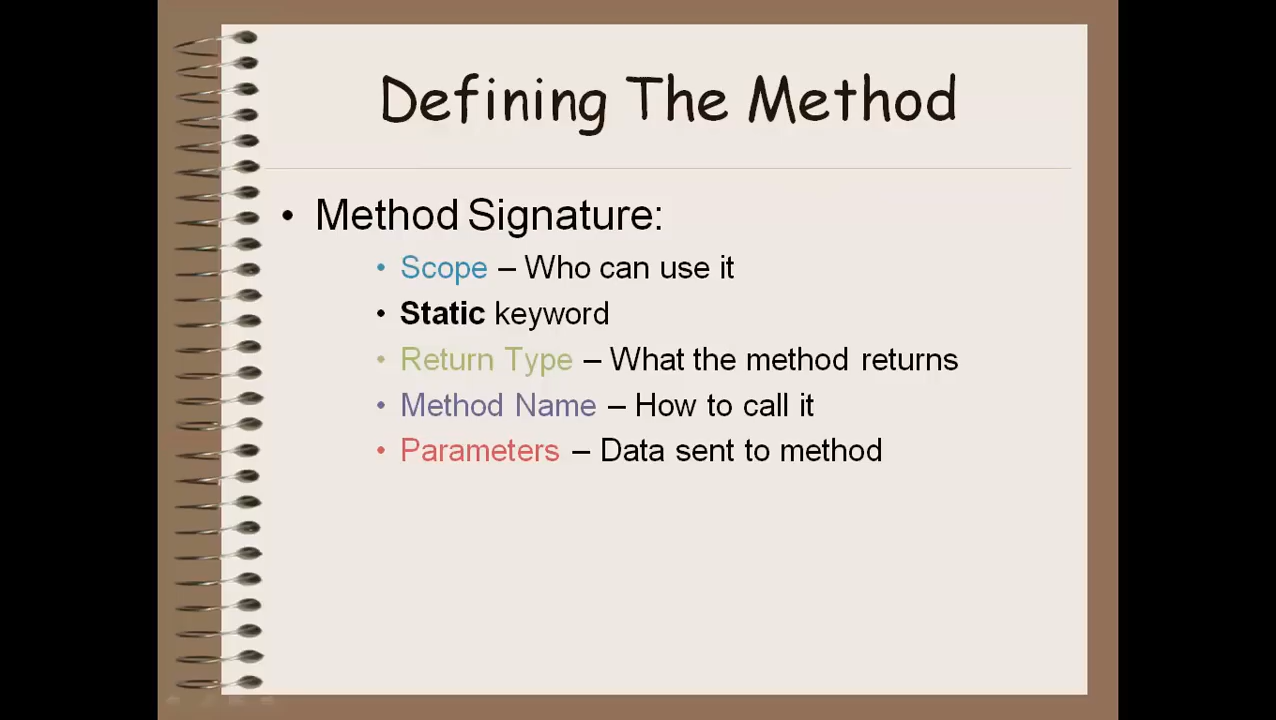 Defining The Method
• Method Signature:
• Scope – Who can use it
• Static keyword
• Return Type – What the method returns
• Method Name – How to call it
• Parameters – Data sent to method